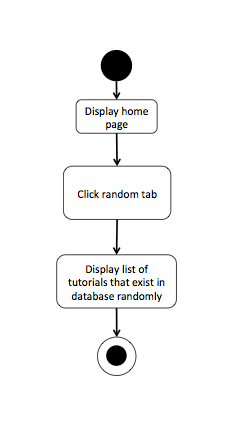 Display home
page
Click random tab
Display list of
tutorials that exist in
database randomly